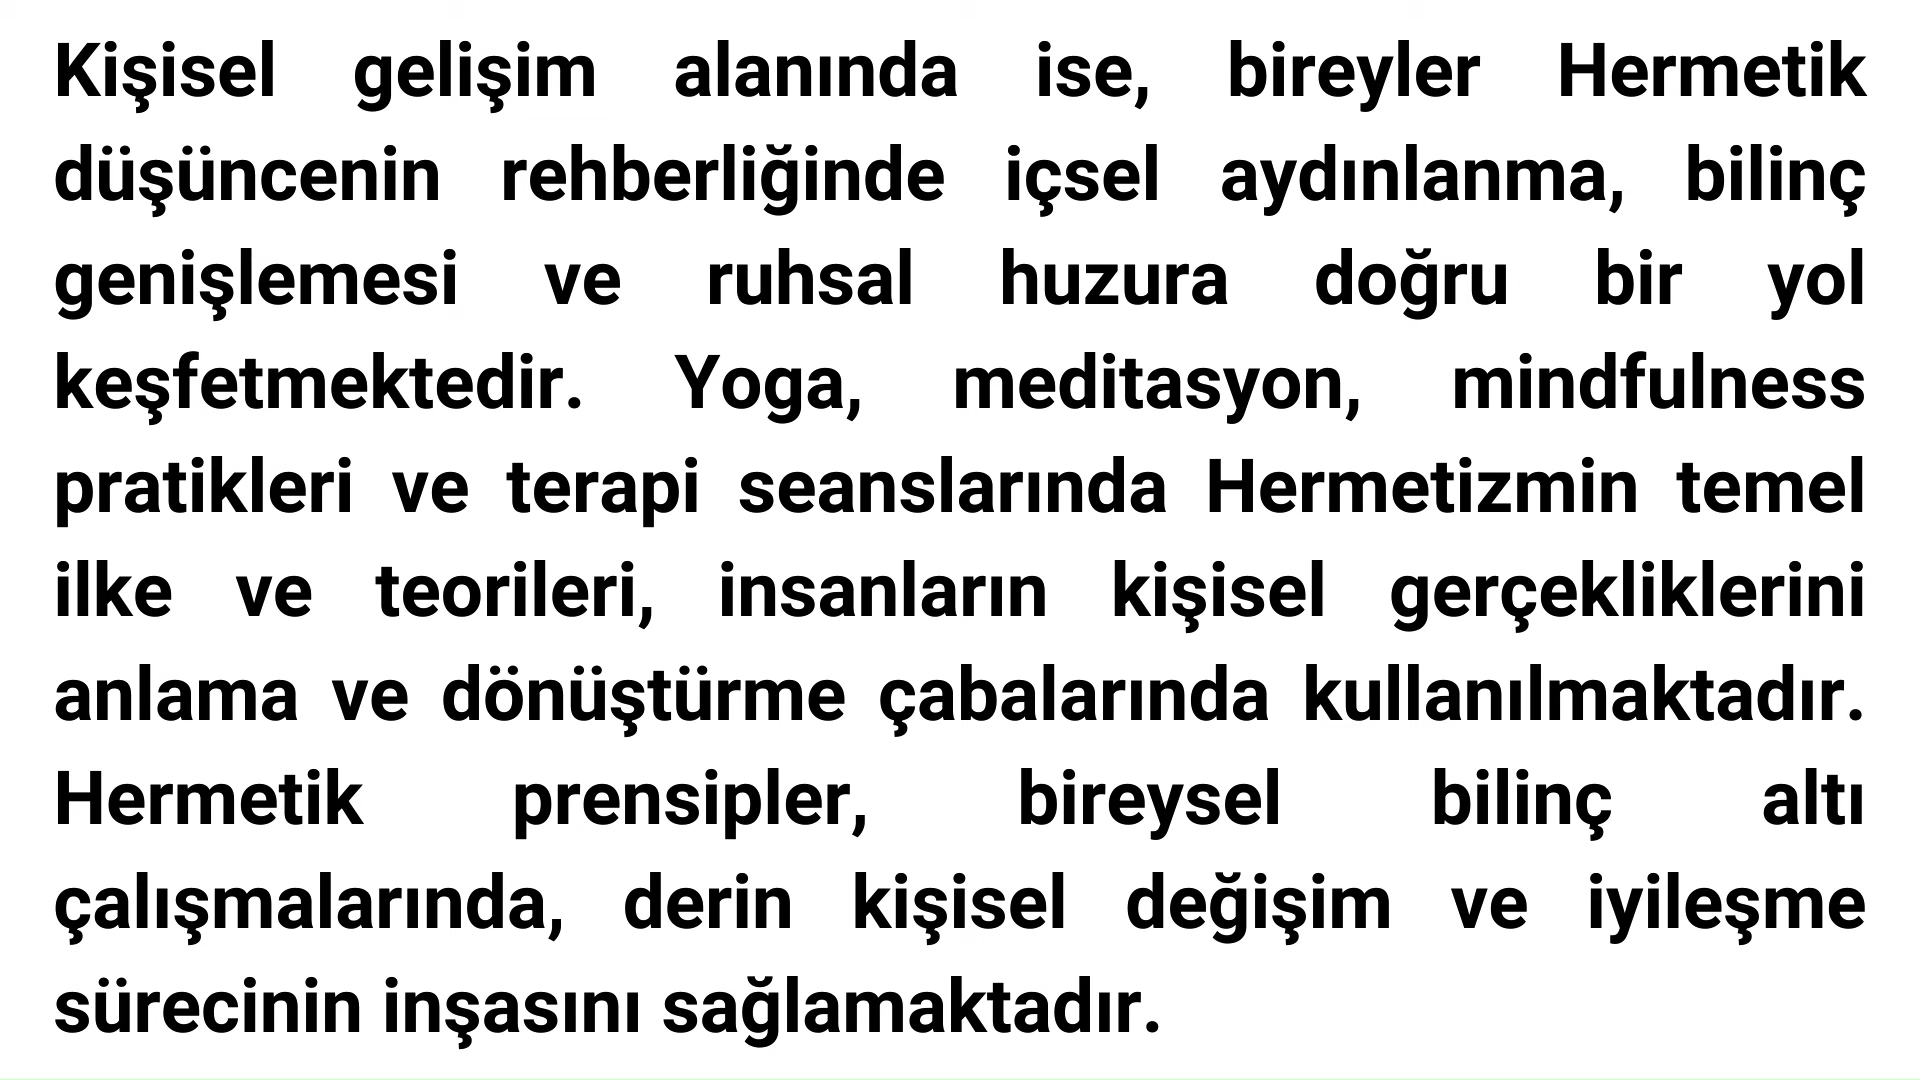 Kişisel gelişim alanında ise, bireyler Hermetik
düşüncenin rehberliğinde içsel aydınlanma, bilinç
genişlemesi ve ruhsal huzura doğru bir yol
keşfetmektedir. Yoga, meditasyon, mindfulness
pratikleri ve terapi seanslarında Hermetizmin temel
ilke ve teorileri, insanların kişisel gerçekliklerini
anlama ve dönüştürme çabalarında kullanılmaktadır.
Hermetik prensipler, bireysel bilinç altı
çalışmalarında, derin kişisel değişim ve iyileşme
sürecinin inşasını sağlamaktadır.